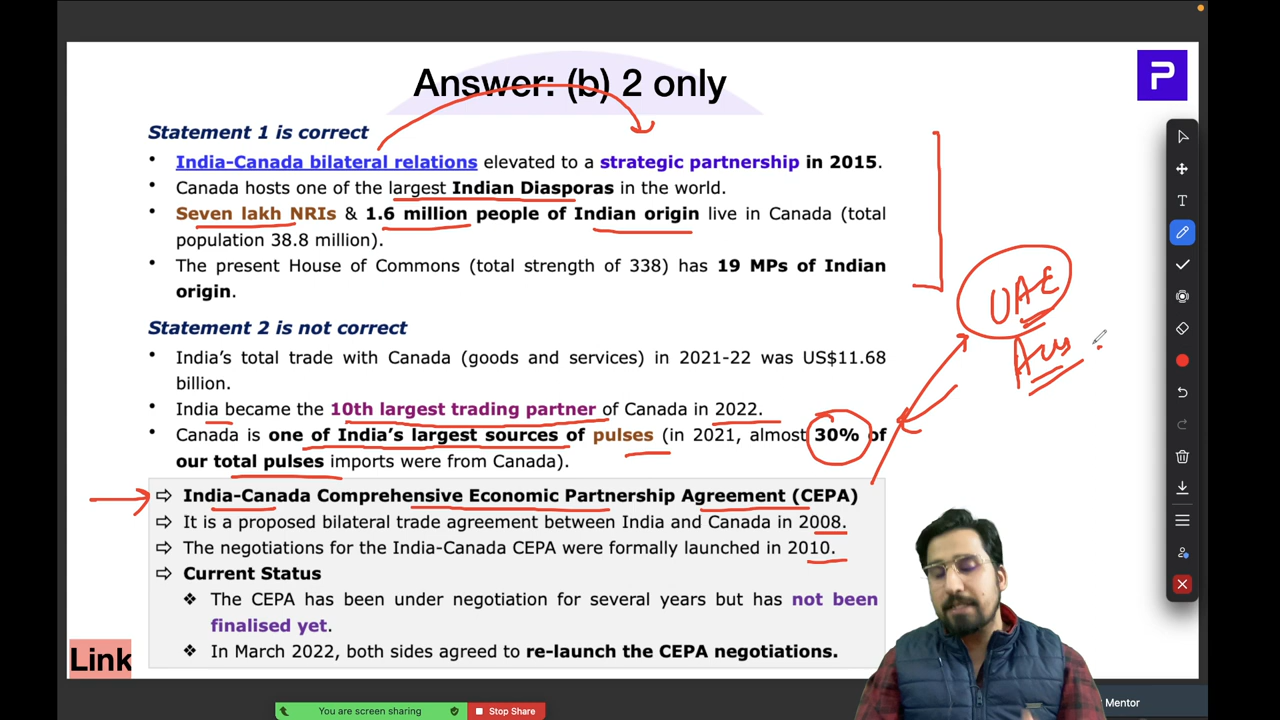 Answer: (b) 2 only
P
Statement 1 is correct
• India-Canada bilateral relations elevated to a strategic partnership in 2015.
• Canada hosts one of the largest Indian Diasporas in the world.
• Seven lakh NRIs & 1.6 million people of Indian origin live in Canada (total
population 38.8 million).
• The present House of Commons (total strength of 338) has 19 MPs of Indian
origin.
UAE
Aus
Statement 2 is not correct
• India's total trade with Canada (goods and services) in 2021-22 was US$11.68
billion.
• India became the 10th largest trading partner of Canada in 2022.
• Canada is one of India's largest sources of pulses (in 2021, almost 30% of
our total pulses imports were from Canada).
⇨ India-Canada Comprehensive Economic Partnership Agreement (CEPA)
⇨ It is a proposed bilateral trade agreement between India and Canada in 2008.
⇨ The negotiations for the India-Canada CEPA were formally launched in 2010.
⇨ Current Status
❖ The CEPA has been under negotiation for several years but has not been
finalised yet.
❖ In March 2022, both sides agreed to re-launch the CEPA negotiations.
Link
T
Mentor
You are screen sharing
Stop Share